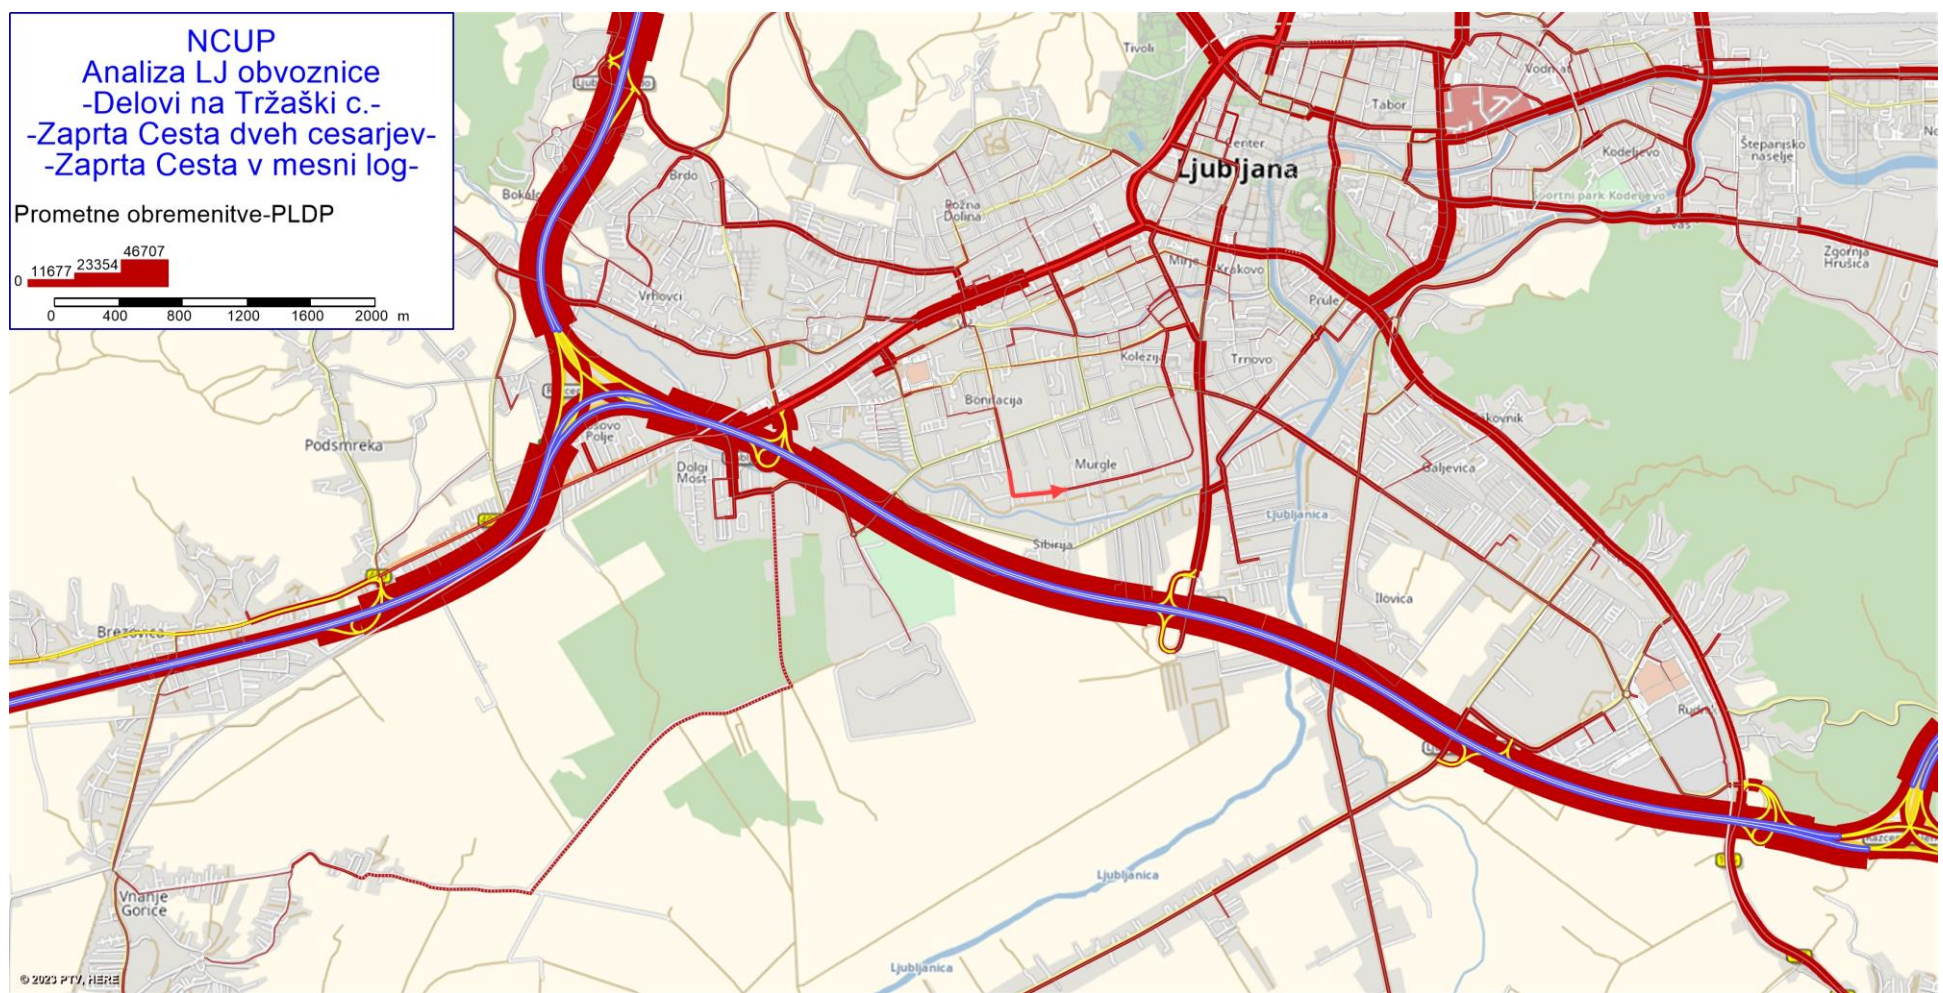 NCUP
Analiza LJ obvoznice
-Delovi na Tržaški c.-
-Zaprta Cesta dveh cesarjev-
-Zaprta Cesta v mesni log-
Prometne obremenitve-PLDP
0 11677 23354 46707
0 400 800 1200 1600 2000 m
Tivoli
Vodmat
Tabor
Center
Ljubljana
Kodeljevo
Štepanjsko
naselje
Brdo
Rožna
Dolina
Športni park Kodeljevo
Zgornja
Hrušica
Mirje
Krakovo
Vrhovci
Prule
Kolezija
Trnovo
Bonifacija
Podsmreka
Polje
Dolgi
Most
Murgle
Galjevica
Ljubljanica
Sibirija
Ilovica
Brezovica
Rudnik
Vnanje
Gorice
Ljubljanica
Ljubljanica
© 2023 PTV, HERE